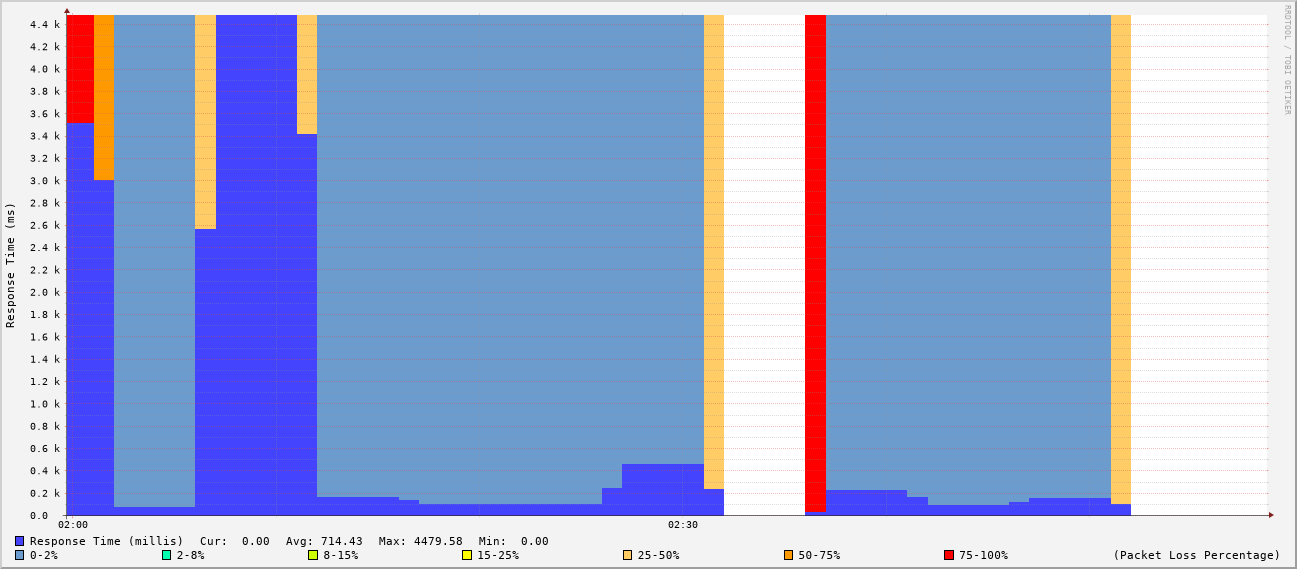 RRDTOOL / TOBI OETIKER
Response Time (ms)
4.4 k
4.2 k
4.0 k
3.8 k
3.6 k
3.4 k
3.2 k
3.0 k
2.8 k
2.6 k
2.4 k
2.2 k
2.0 k
1.8 k
1.6 k
1.4 k
1.2 k
1.0 k
0.8 k
0.6 k
0.4 k
0.2 k
0.0
02:00 02:30
Response Time (millis) Cur: 0.00 Avg: 714.43 Max: 4479.58 Min: 0.00
0-2% 2-8% 8-15% 15-25% 25-50% 50-75% 75-100% (Packet Loss Percentage)